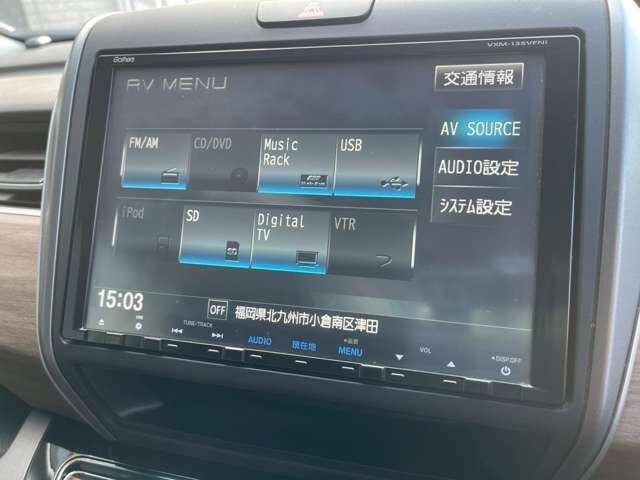 Gathers
VXM-135VFNi
AV MENU
交通情報
FM/AM
CD/DVD
Music Rack
USB
AV SOURCE
AUDIO設定
iPod
SD
Digital TV
VTR
システム設定
15:03
OFF 福岡県北九州市小倉南区津田
TUNE/TRACK
AUDIO
現在地
画質
MENU
VOL
DISP OFF